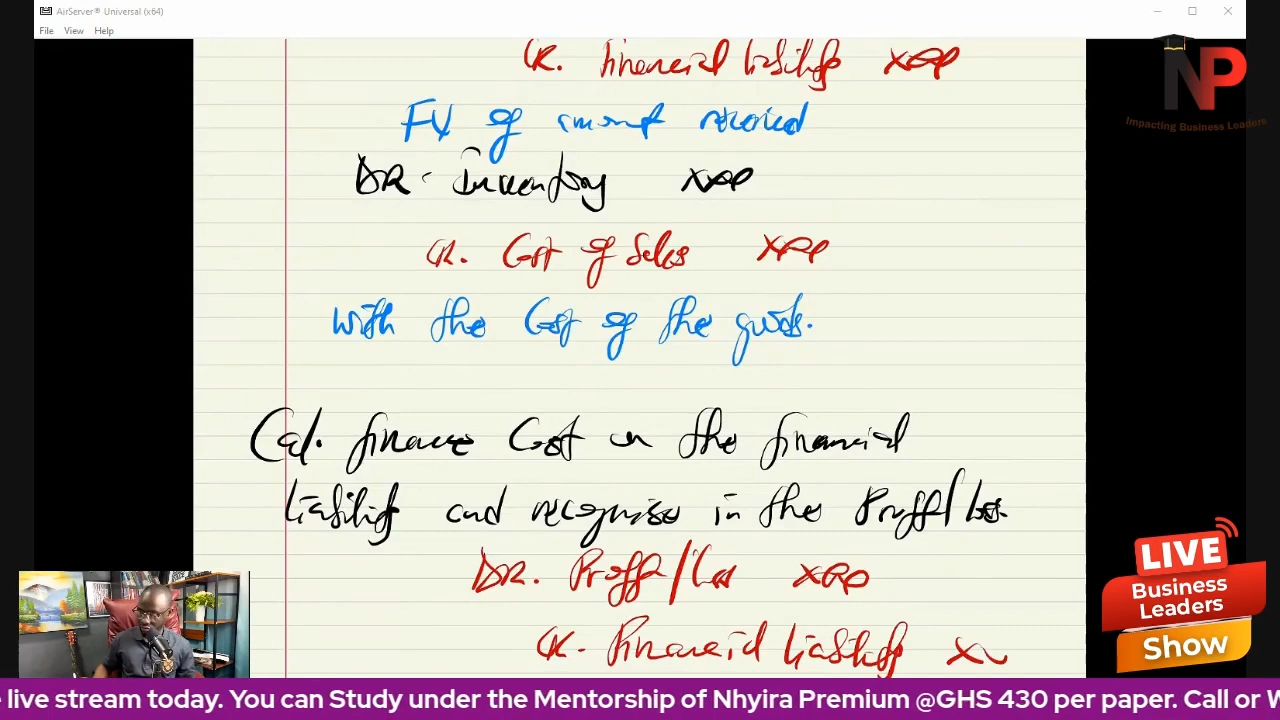 AirServer® Universal (x64)
File View Help
CR. financial liability xxx
FV of amount received
DR. Inventory xxx
CR. Cost of Sales xxx
with the Cost of the goods.
Cal. finance Cost on the financial
liability and recognise in the Profit/loss.
DR. Profit/Loss xxx
CR. financial liability xx
NP
Impacting Business Leaders
LIVE
Business
Leaders
Show
e live stream today. You can Study under the Mentorship of Nhyira Premium @GHS 430 per paper. Call or W